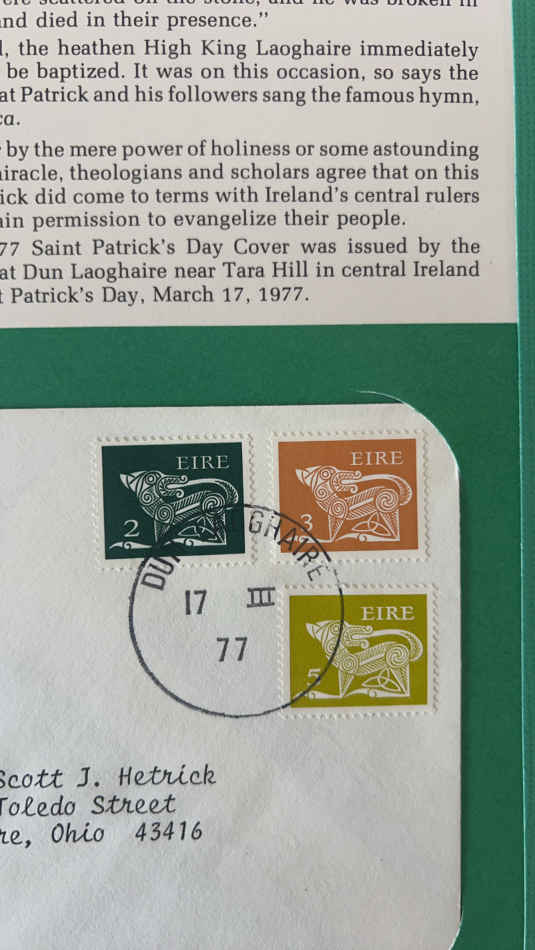 and died in their presence.”
the heathen High King Laoghaire immediately
be baptized. It was on this occasion, so says the
at Patrick and his followers sang the famous hymn,
by the mere power of holiness or some astounding
miracle, theologians and scholars agree that on this
ick did come to terms with Ireland’s central rulers
ain permission to evangelize their people.
77 Saint Patrick’s Day Cover was issued by the
at Dun Laoghaire near Tara Hill in central Ireland
t Patrick’s Day, March 17, 1977.
EIRE
2
EIRE
3
DUN LAOGHAIRE
17 III
77
EIRE
5
Scott J. Hetrick
Toledo Street
re, Ohio 43416